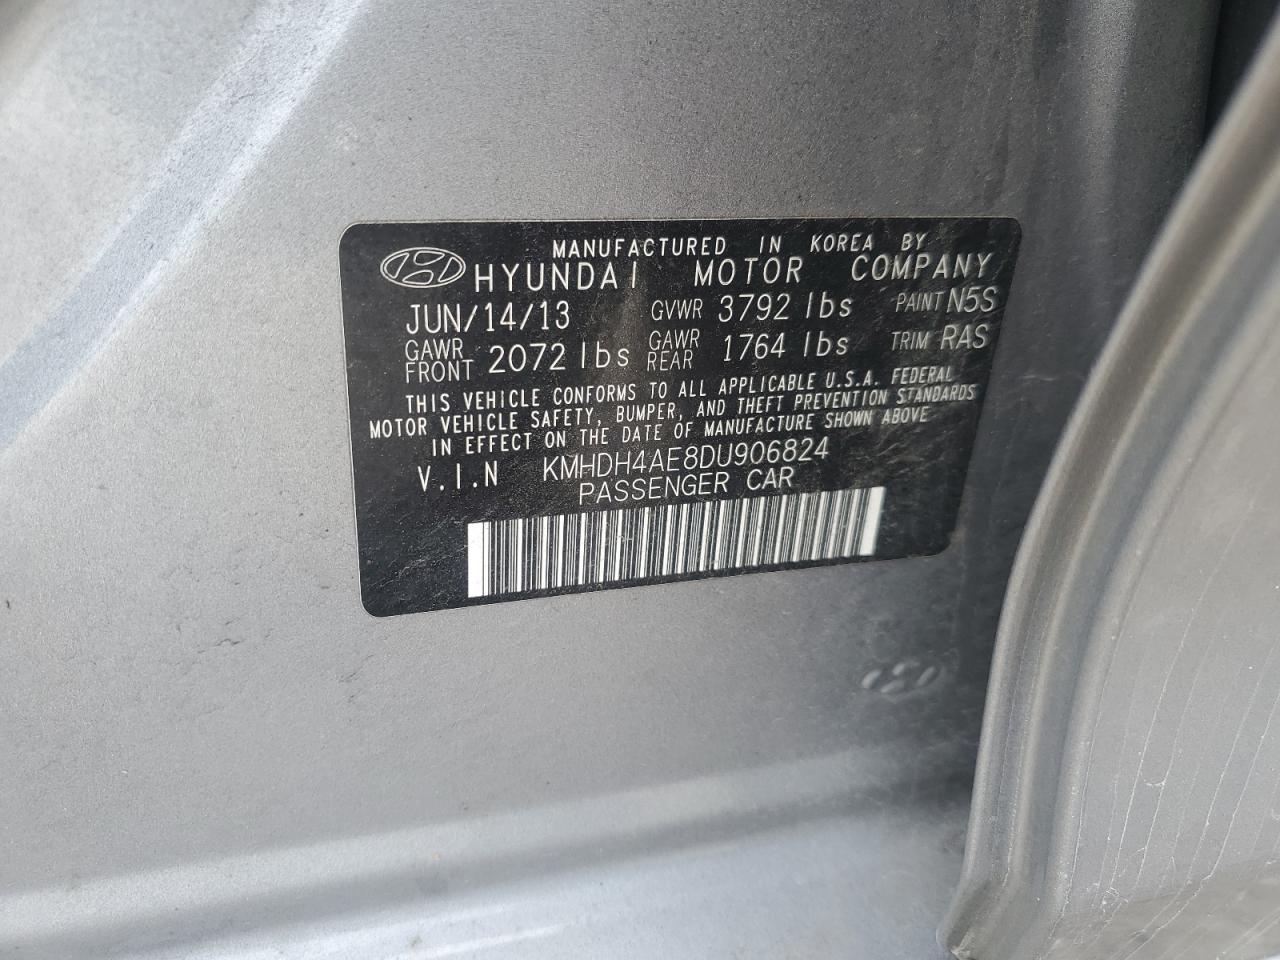 MANUFACTURED IN KOREA BY
HYUNDAI MOTOR COMPANY
JUN/14/13 GVWR 3792 lbs PAINT N5S
GAWR FRONT 2072 lbs GAWR REAR 1764 lbs TRIM RAS
THIS VEHICLE CONFORMS TO ALL APPLICABLE U.S.A. FEDERAL
MOTOR VEHICLE SAFETY, BUMPER, AND THEFT PREVENTION STANDARDS
IN EFFECT ON THE DATE OF MANUFACTURE SHOWN ABOVE
V.I.N KMHDH4AE8DU906824
PASSENGER CAR